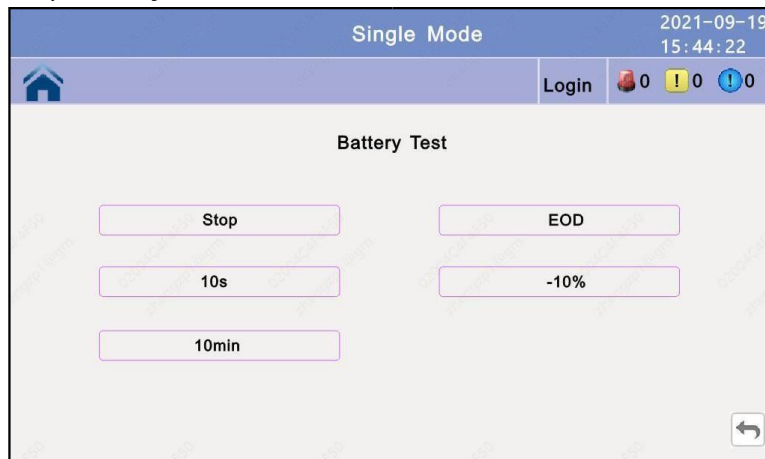 Single Mode
2021-09-19
15:44:22
Login
0
! 0
! 0
Battery Test
Stop
EOD
10s
-10%
10min